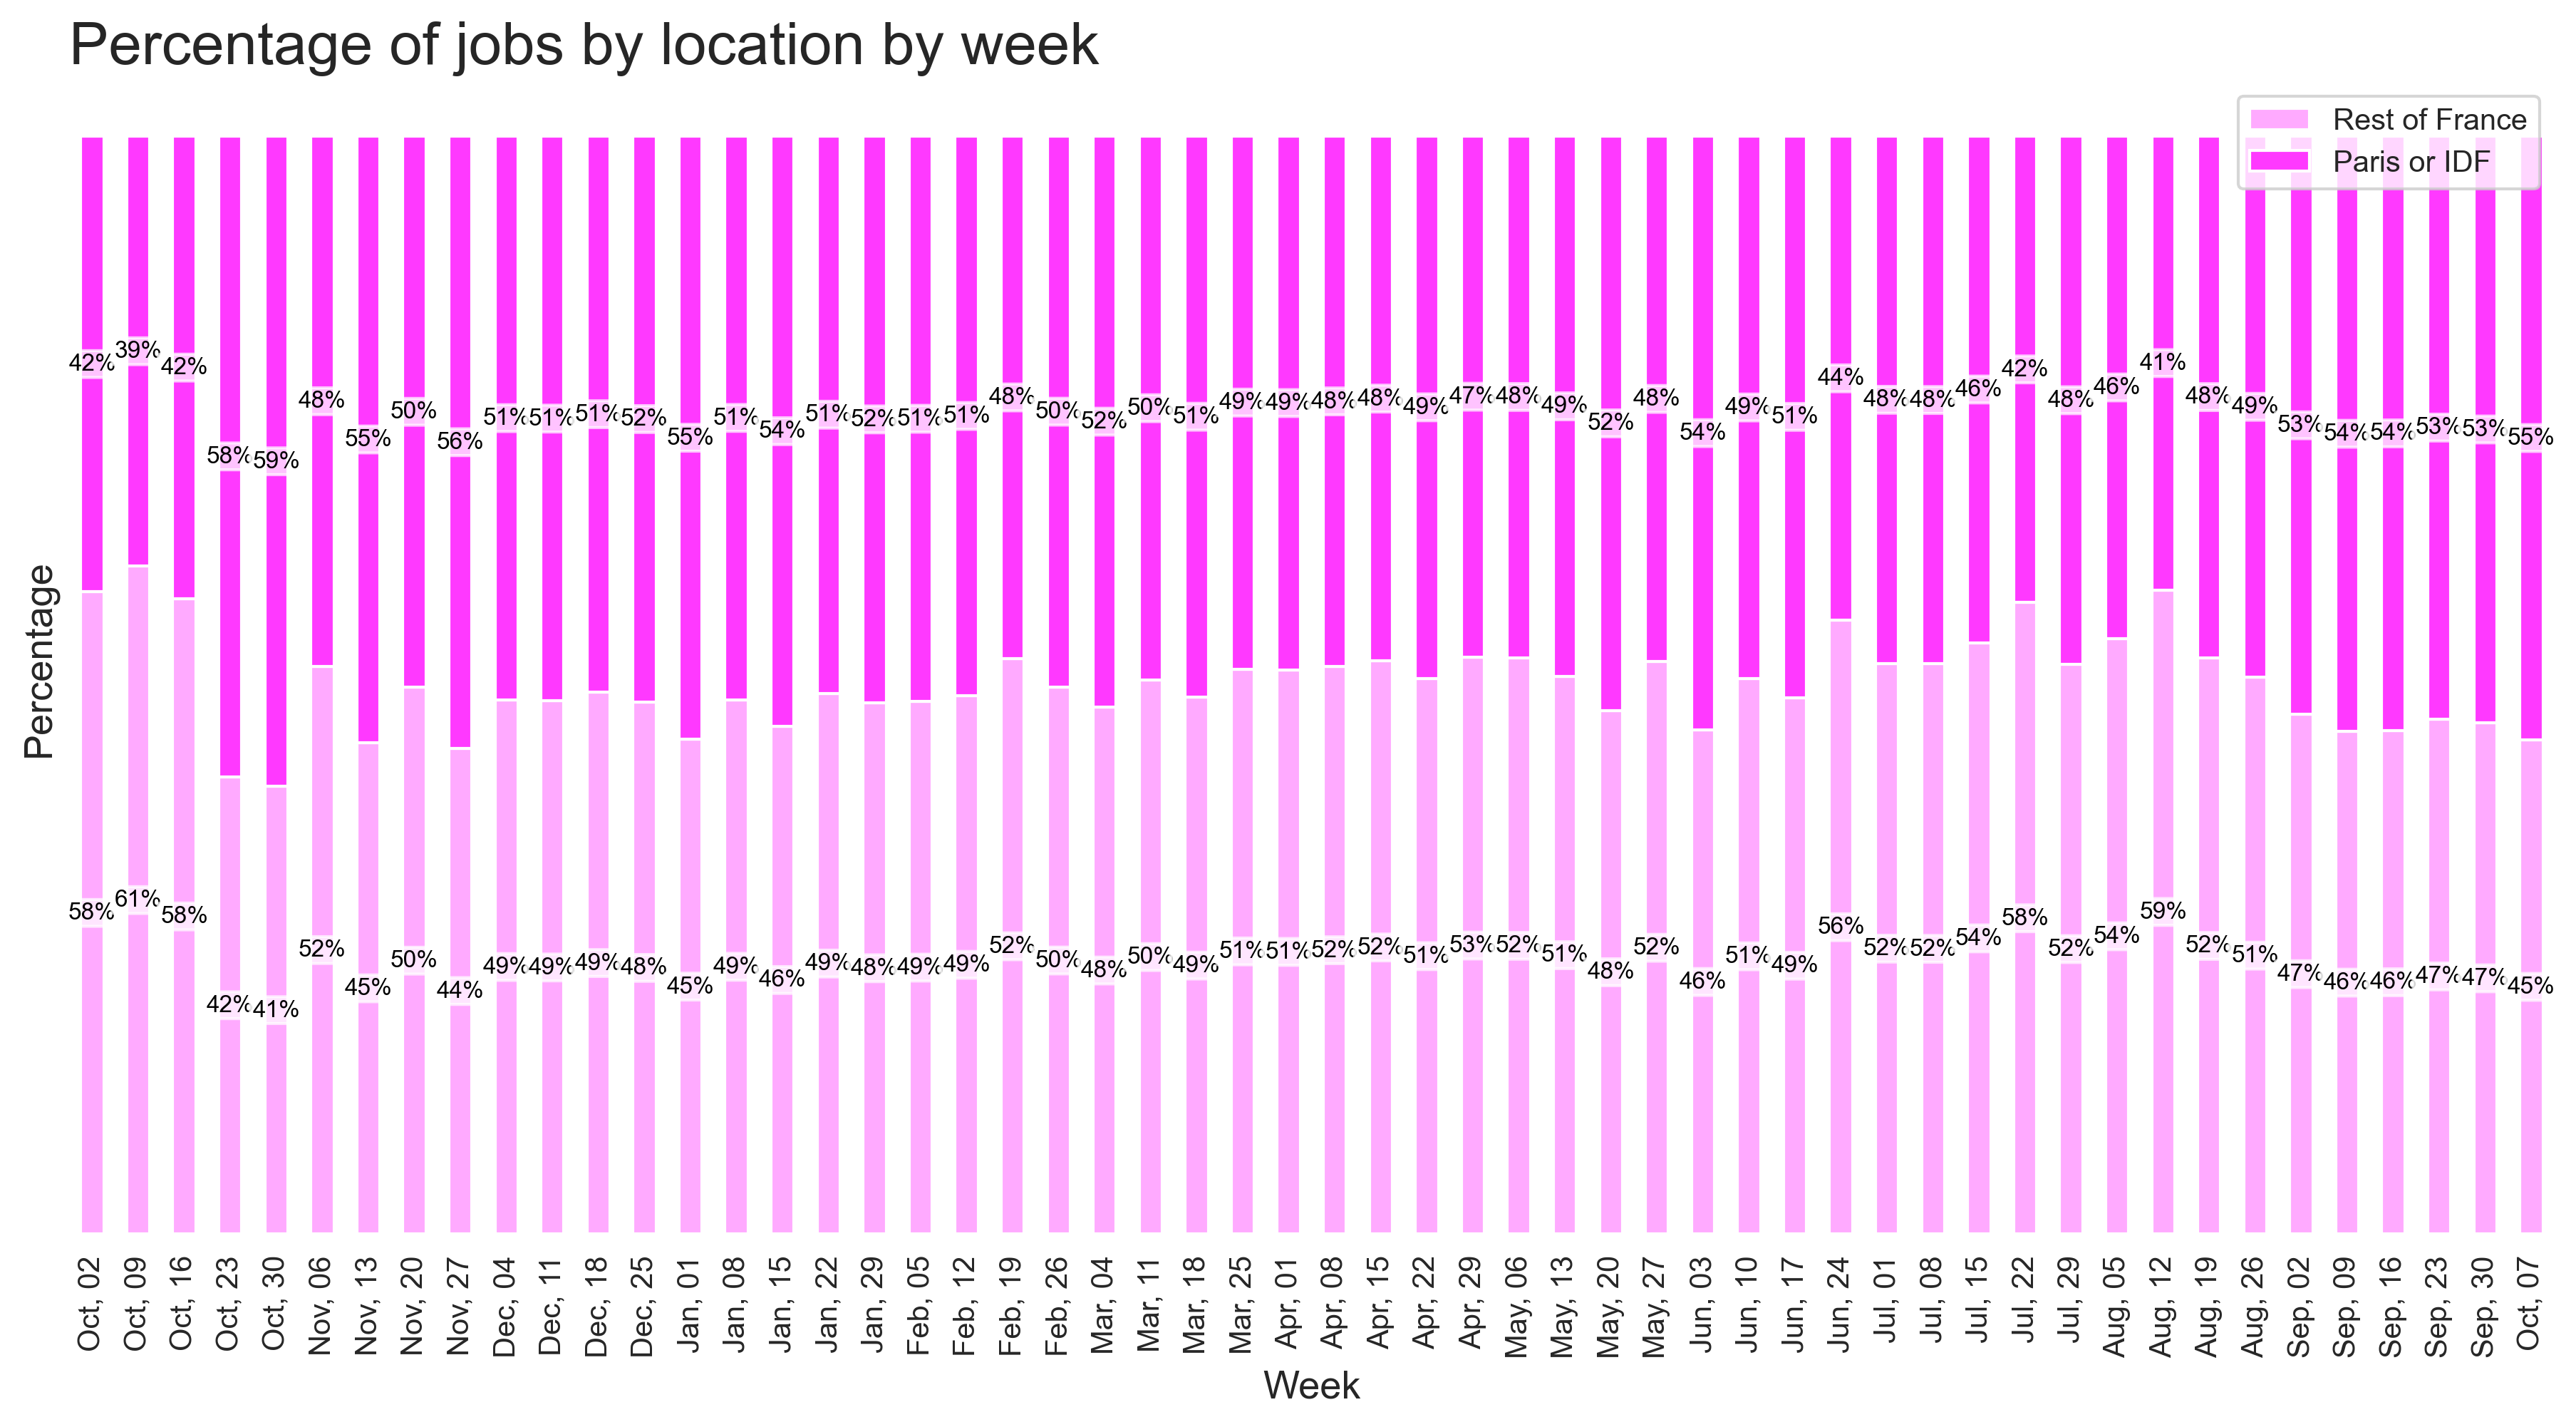 Percentage of jobs by location by week
Rest of France
Paris or IDF
Percentage
42% 39% 42% 58% 59% 48% 55% 50% 56% 51% 51% 51% 52% 55% 51% 54% 51% 52% 51% 51% 48% 50% 52% 50% 51% 49% 49% 48% 48% 49% 47% 48% 49% 52% 48% 54% 49% 51% 44% 48% 48% 46% 42% 48% 46% 41% 48% 49% 53% 54% 54% 53% 53% 55%
58% 61% 58% 42% 41% 52% 45% 50% 44% 49% 49% 49% 48% 45% 49% 46% 49% 48% 49% 49% 52% 50% 48% 50% 49% 51% 51% 52% 52% 51% 53% 52% 51% 48% 52% 46% 51% 49% 56% 52% 52% 54% 58% 52% 54% 59% 52% 51% 47% 46% 46% 47% 47% 45%
Oct, 02
Oct, 09
Oct, 16
Oct, 23
Oct, 30
Nov, 06
Nov, 13
Nov, 20
Nov, 27
Dec, 04
Dec, 11
Dec, 18
Dec, 25
Jan, 01
Jan, 08
Jan, 15
Jan, 22
Jan, 29
Feb, 05
Feb, 12
Feb, 19
Feb, 26
Mar, 04
Mar, 11
Mar, 18
Mar, 25
Apr, 01
Apr, 08
Apr, 15
Apr, 22
Apr, 29
May, 06
May, 13
May, 20
May, 27
Jun, 03
Jun, 10
Jun, 17
Jun, 24
Jul, 01
Jul, 08
Jul, 15
Jul, 22
Jul, 29
Aug, 05
Aug, 12
Aug, 19
Aug, 26
Sep, 02
Sep, 09
Sep, 16
Sep, 23
Sep, 30
Oct, 07
Week